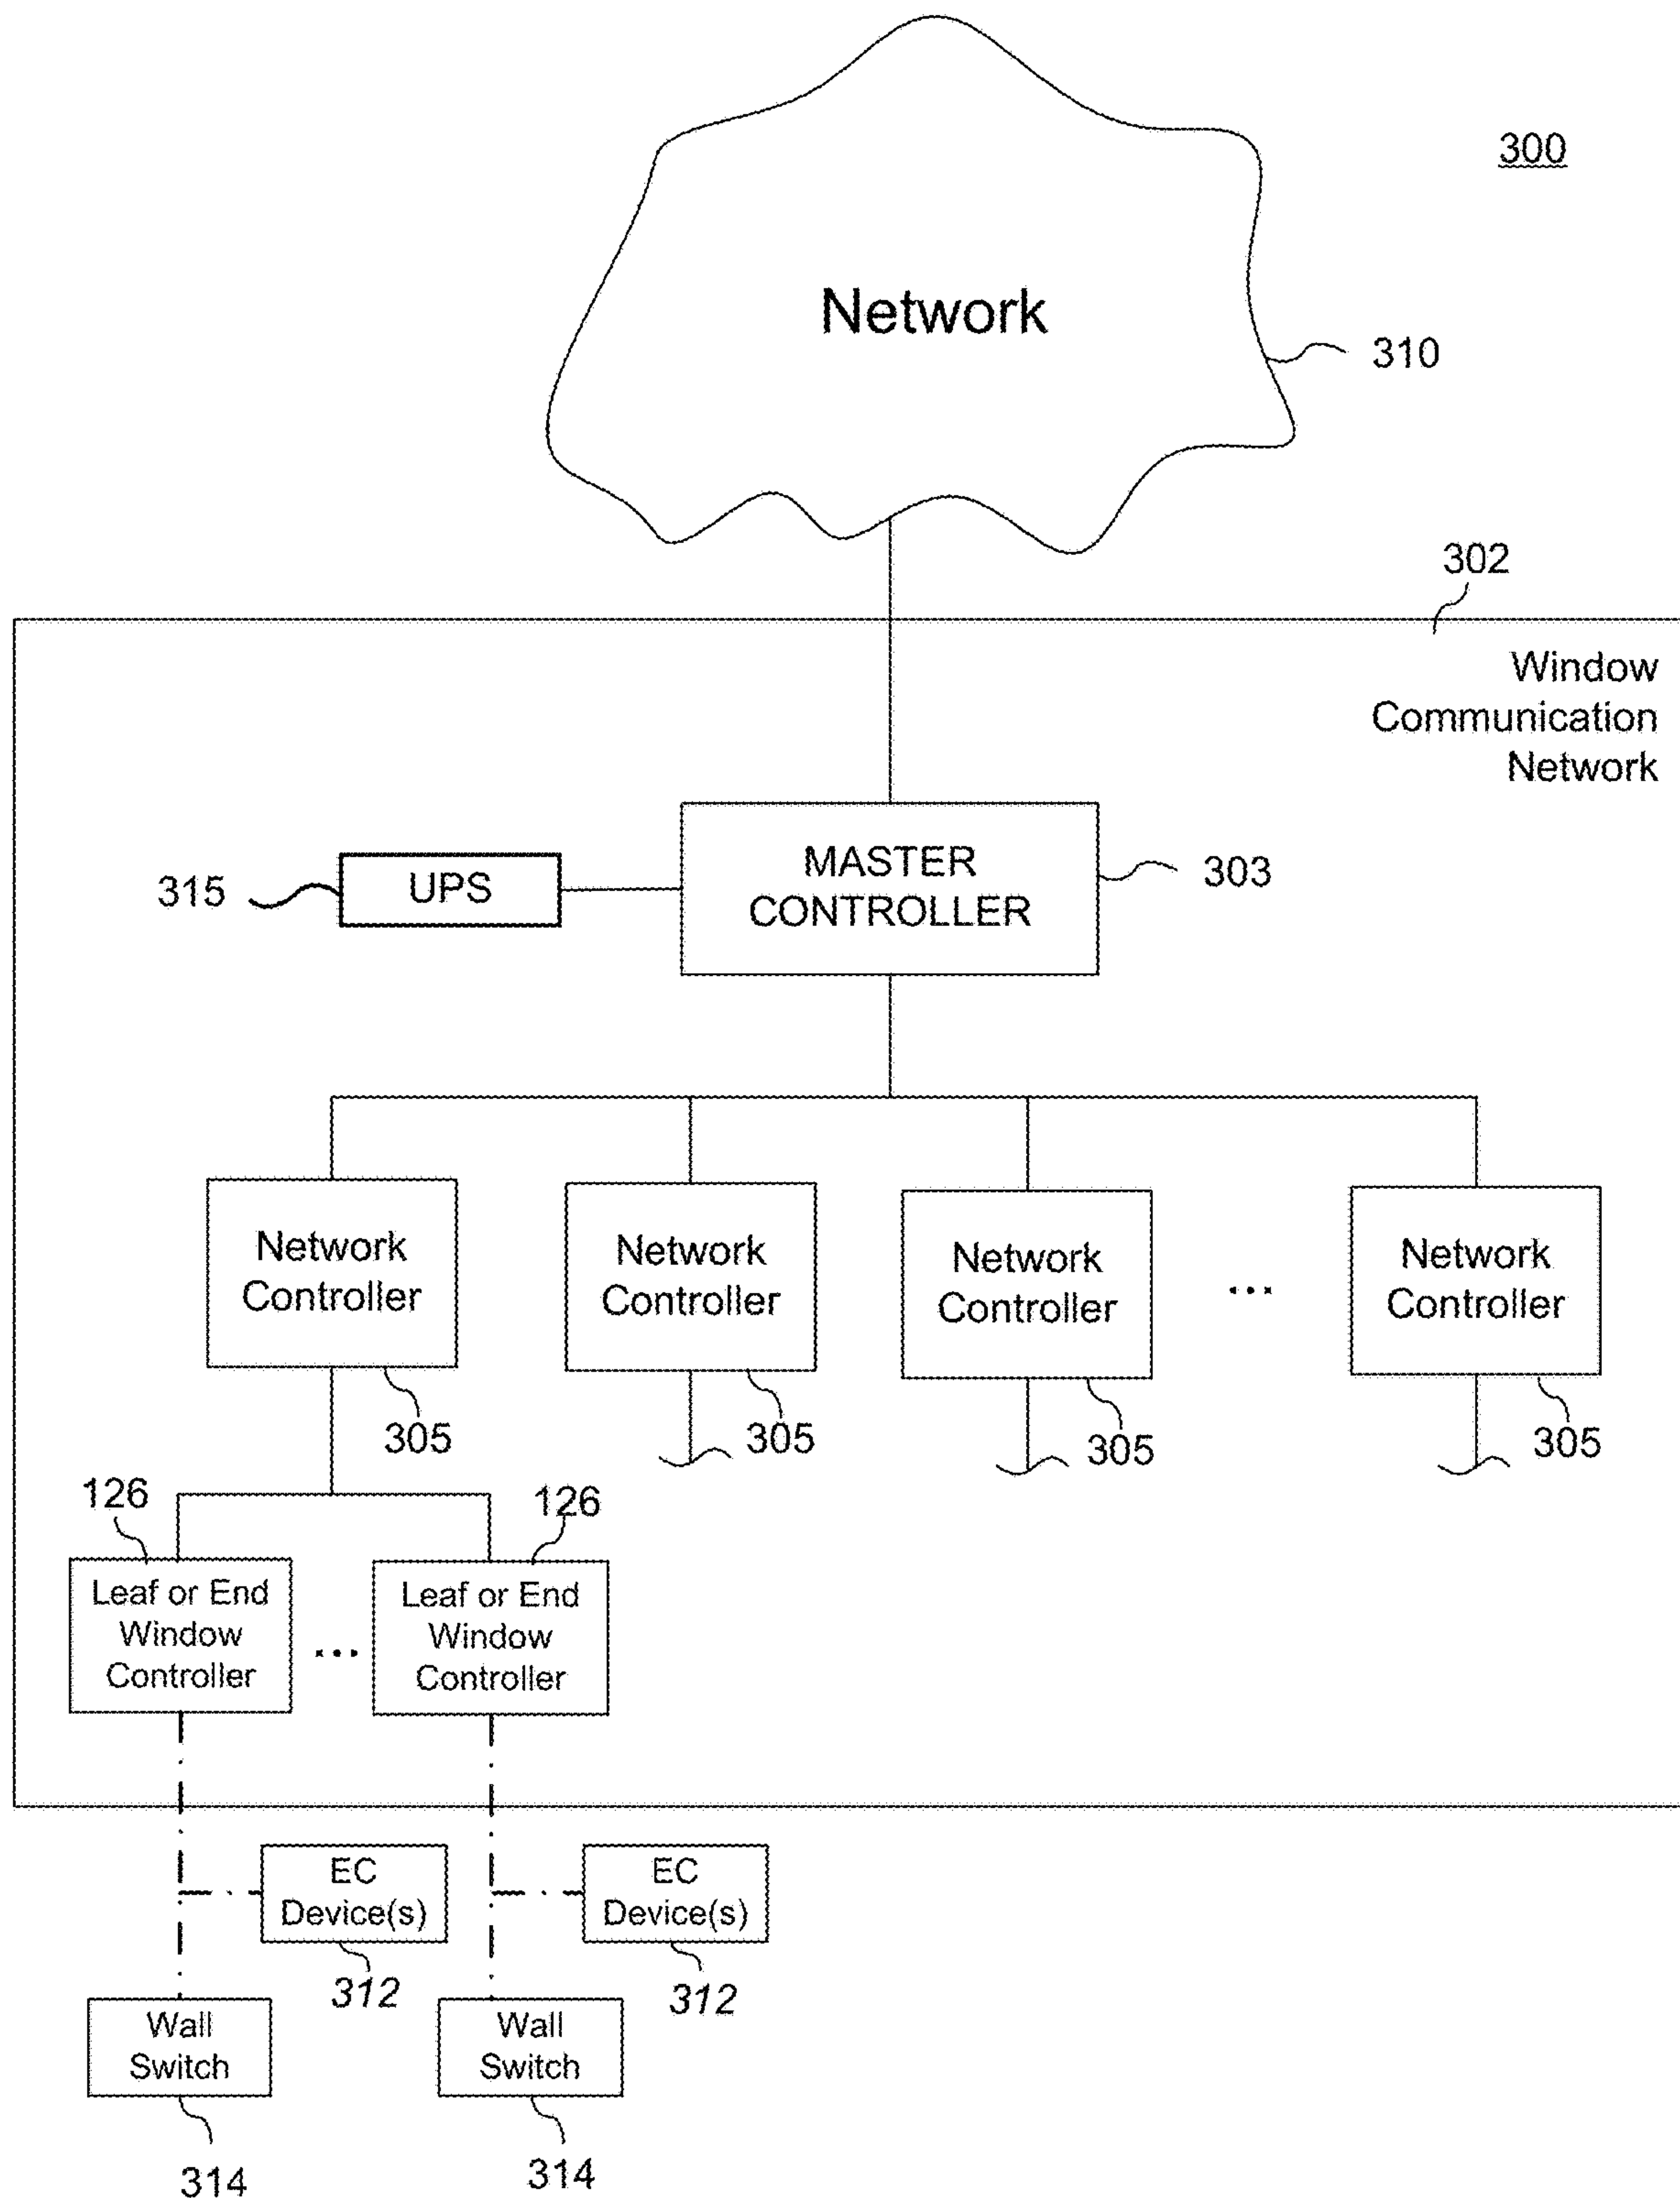 300
Network
310
302
Window
Communication
Network
MASTER
CONTROLLER
303
UPS
315
Network
Controller
305
Network
Controller
305
Network
Controller
305
...
Network
Controller
305
126
Leaf or End
Window
Controller
...
126
Leaf or End
Window
Controller
EC
Device(s)
312
EC
Device(s)
312
Wall
Switch
314
Wall
Switch
314